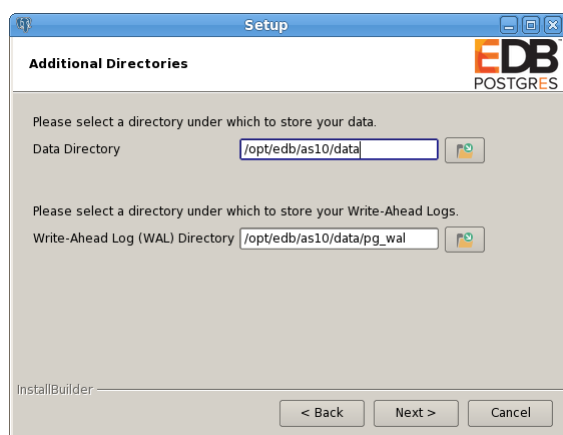 Setup
Additional Directories
EDB
POSTGRES
Please select a directory under which to store your data.
Data Directory
/opt/edb/as10/data
Please select a directory under which to store your Write-Ahead Logs.
Write-Ahead Log (WAL) Directory
/opt/edb/as10/data/pg_wal
InstallBuilder
< Back
Next >
Cancel